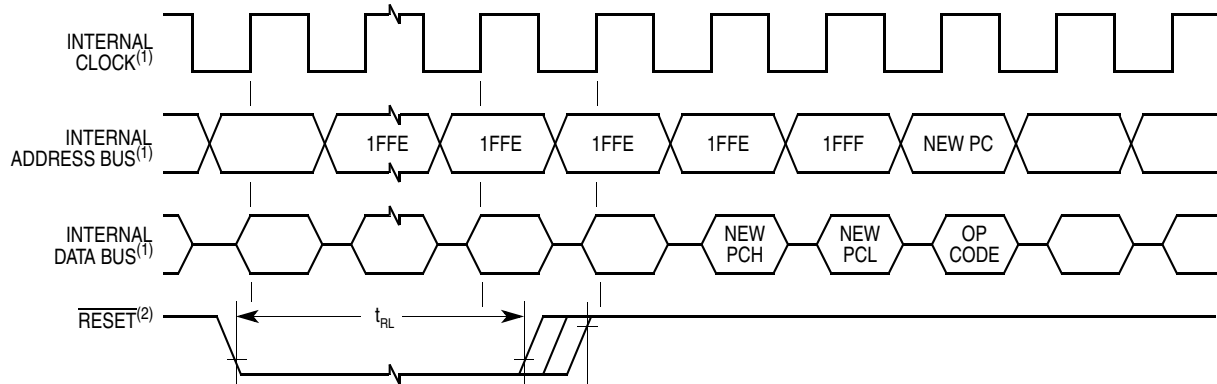 INTERNAL
CLOCK(1)
INTERNAL
ADDRESS BUS(1)
1FFE
1FFE
1FFE
1FFE
1FFF
NEW PC
INTERNAL
DATA BUS(1)
NEW
PCH
NEW
PCL
OP
CODE
RESET(2)
tRL